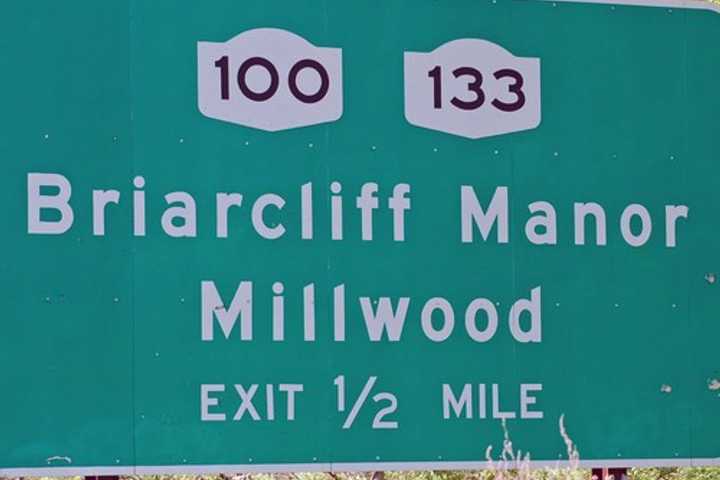 100 133
Briarcliff Manor
Millwood
EXIT ½ MILE